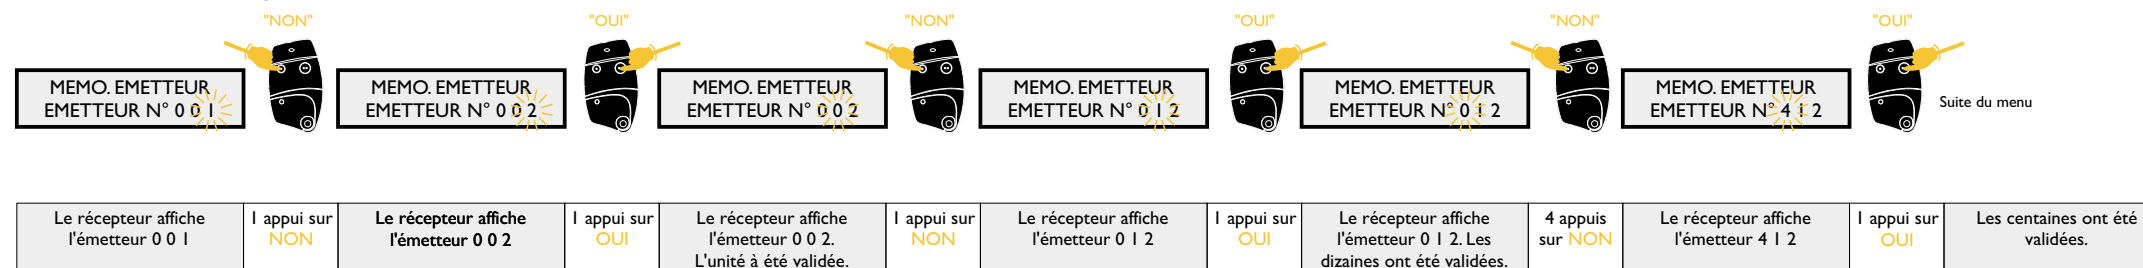 "NON"
"OUI"
"NON"
"OUI"
"NON"
"OUI"
MEMO. EMETTEUR
EMETTEUR N° 0 0 1
MEMO. EMETTEUR
EMETTEUR N° 0 0 2
MEMO. EMETTEUR
EMETTEUR N° 0 0 2
MEMO. EMETTEUR
EMETTEUR N° 0 1 2
MEMO. EMETTEUR
EMETTEUR N° 0 1 2
MEMO. EMETTEUR
EMETTEUR N° 4 1 2
Suite du menu
Le récepteur affiche
l'émetteur 0 0 1
1 appui sur
NON
Le récepteur affiche
l'émetteur 0 0 2
1 appui sur
OUI
Le récepteur affiche
l'émetteur 0 0 2.
L'unité à été validée.
1 appui sur
NON
Le récepteur affiche
l'émetteur 0 1 2
1 appui sur
OUI
Le récepteur affiche
l'émetteur 0 1 2. Les
dizaines ont été validées.
4 appuis
sur NON
Le récepteur affiche
l'émetteur 4 1 2
1 appui sur
OUI
Les centaines ont été
validées.